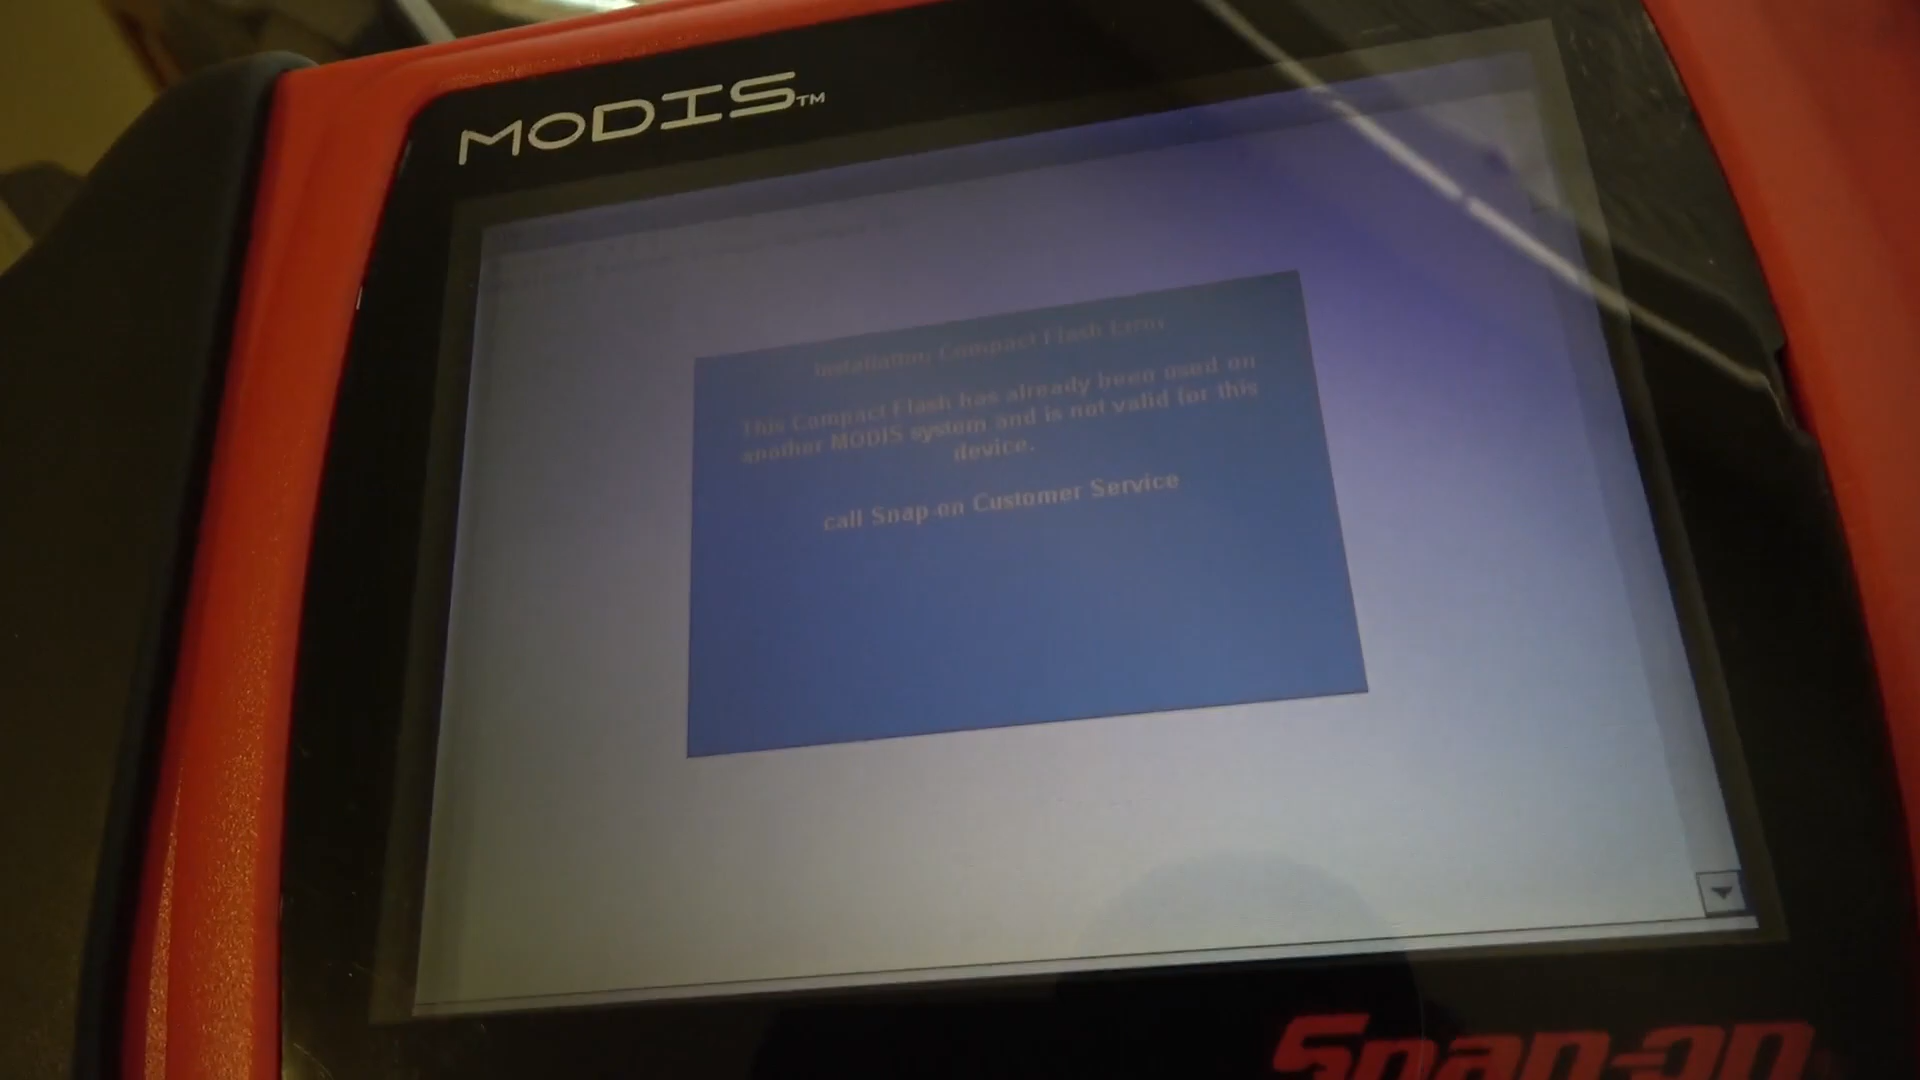 MODIS™
Installation Compact Flash Error
This Compact Flash has already been used on
another MODIS system and is not valid for this
device.
call Snap-on Customer Service
Snap-on